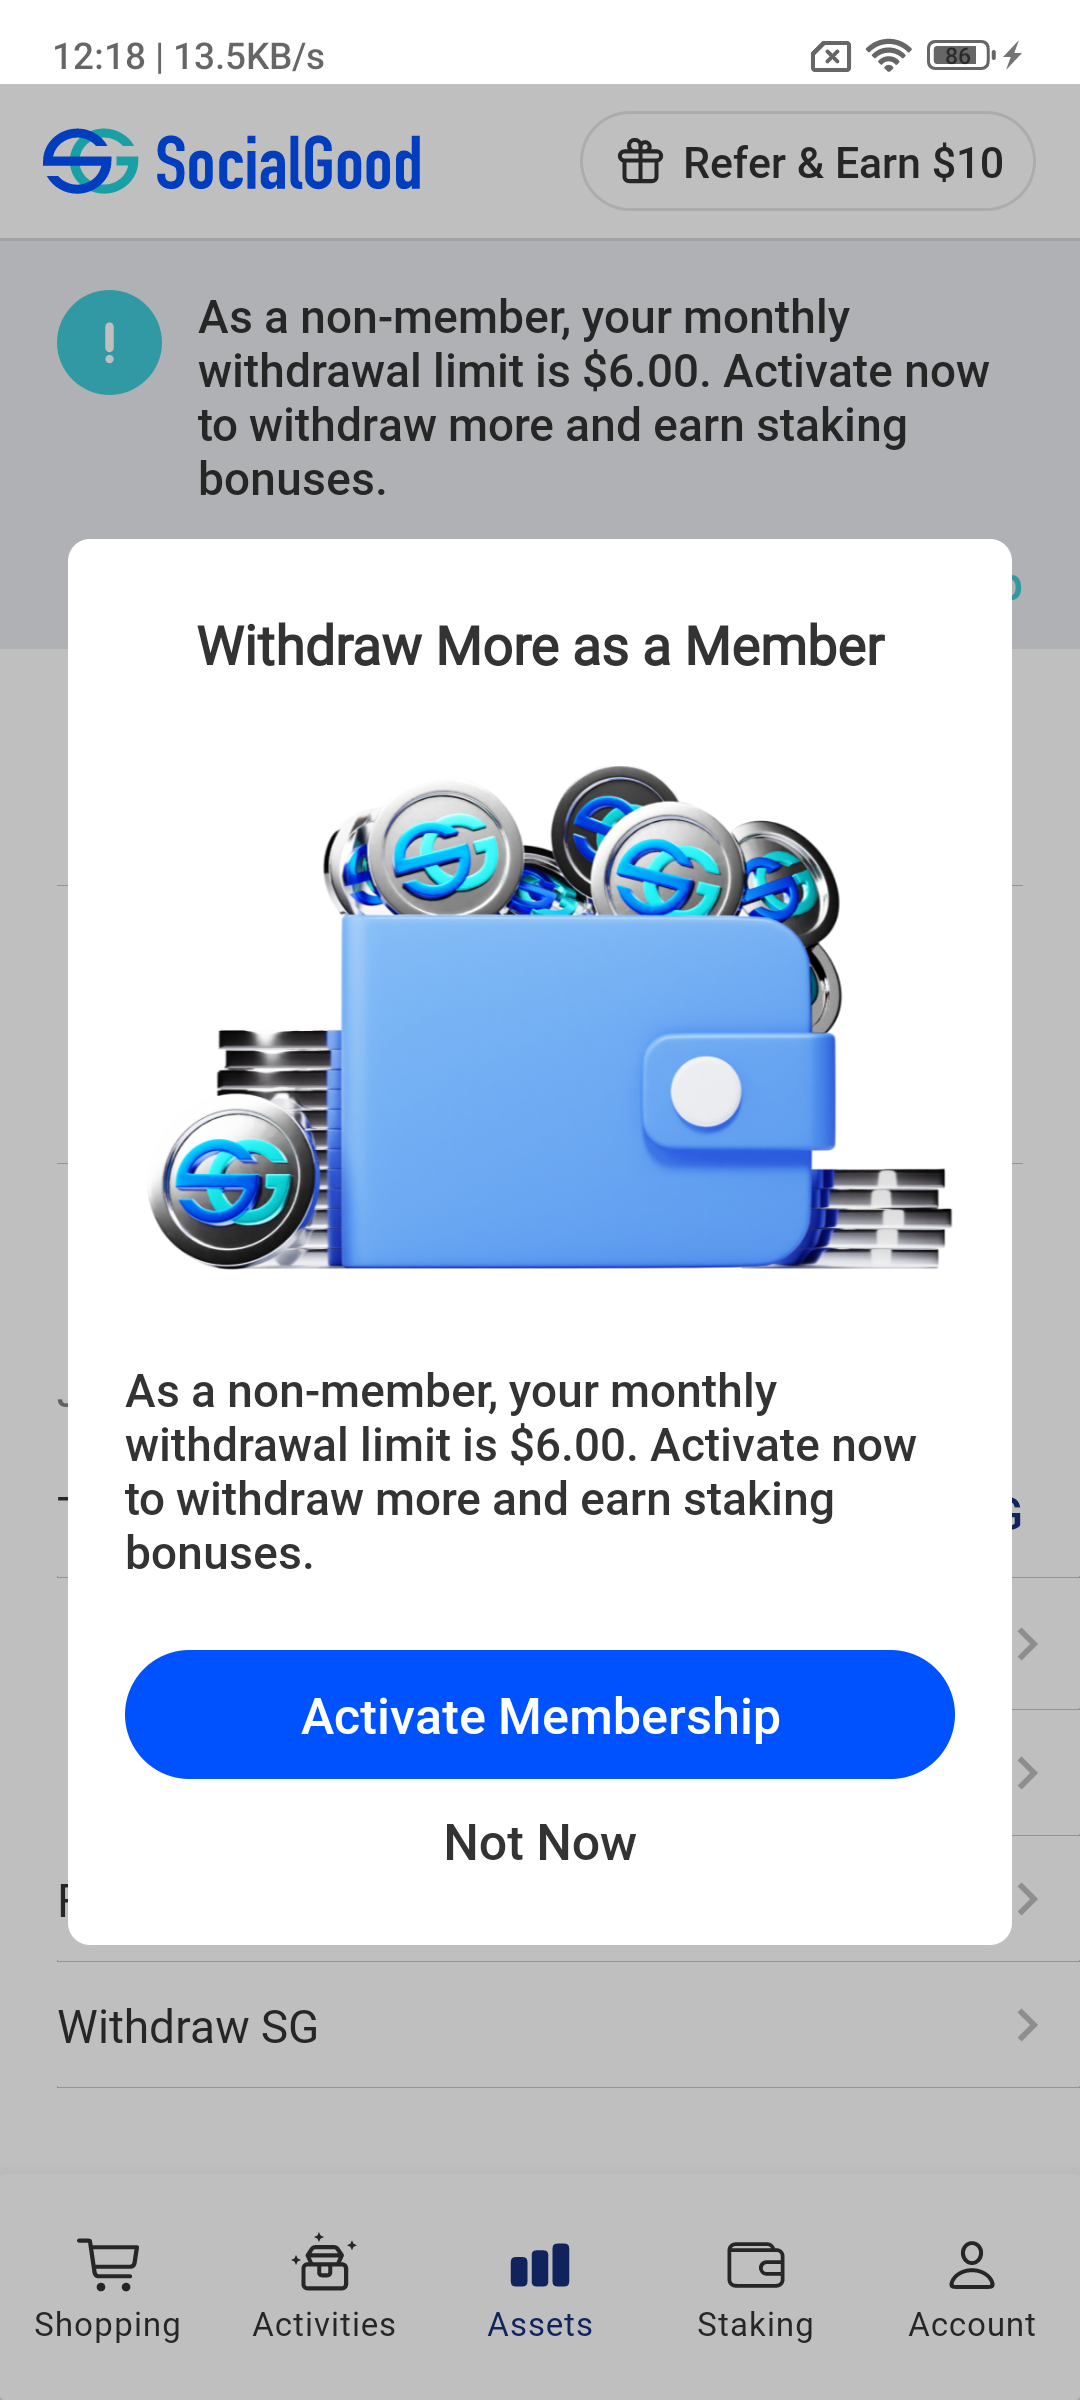 12:18 | 13.5KB/s
86
SocialGood
Refer & Earn $10
As a non-member, your monthly
withdrawal limit is $6.00. Activate now
to withdraw more and earn staking
bonuses.
Withdraw More as a Member
As a non-member, your monthly
withdrawal limit is $6.00. Activate now
to withdraw more and earn staking
bonuses.
Activate Membership
Not Now
Withdraw SG
Shopping
Activities
Assets
Staking
Account